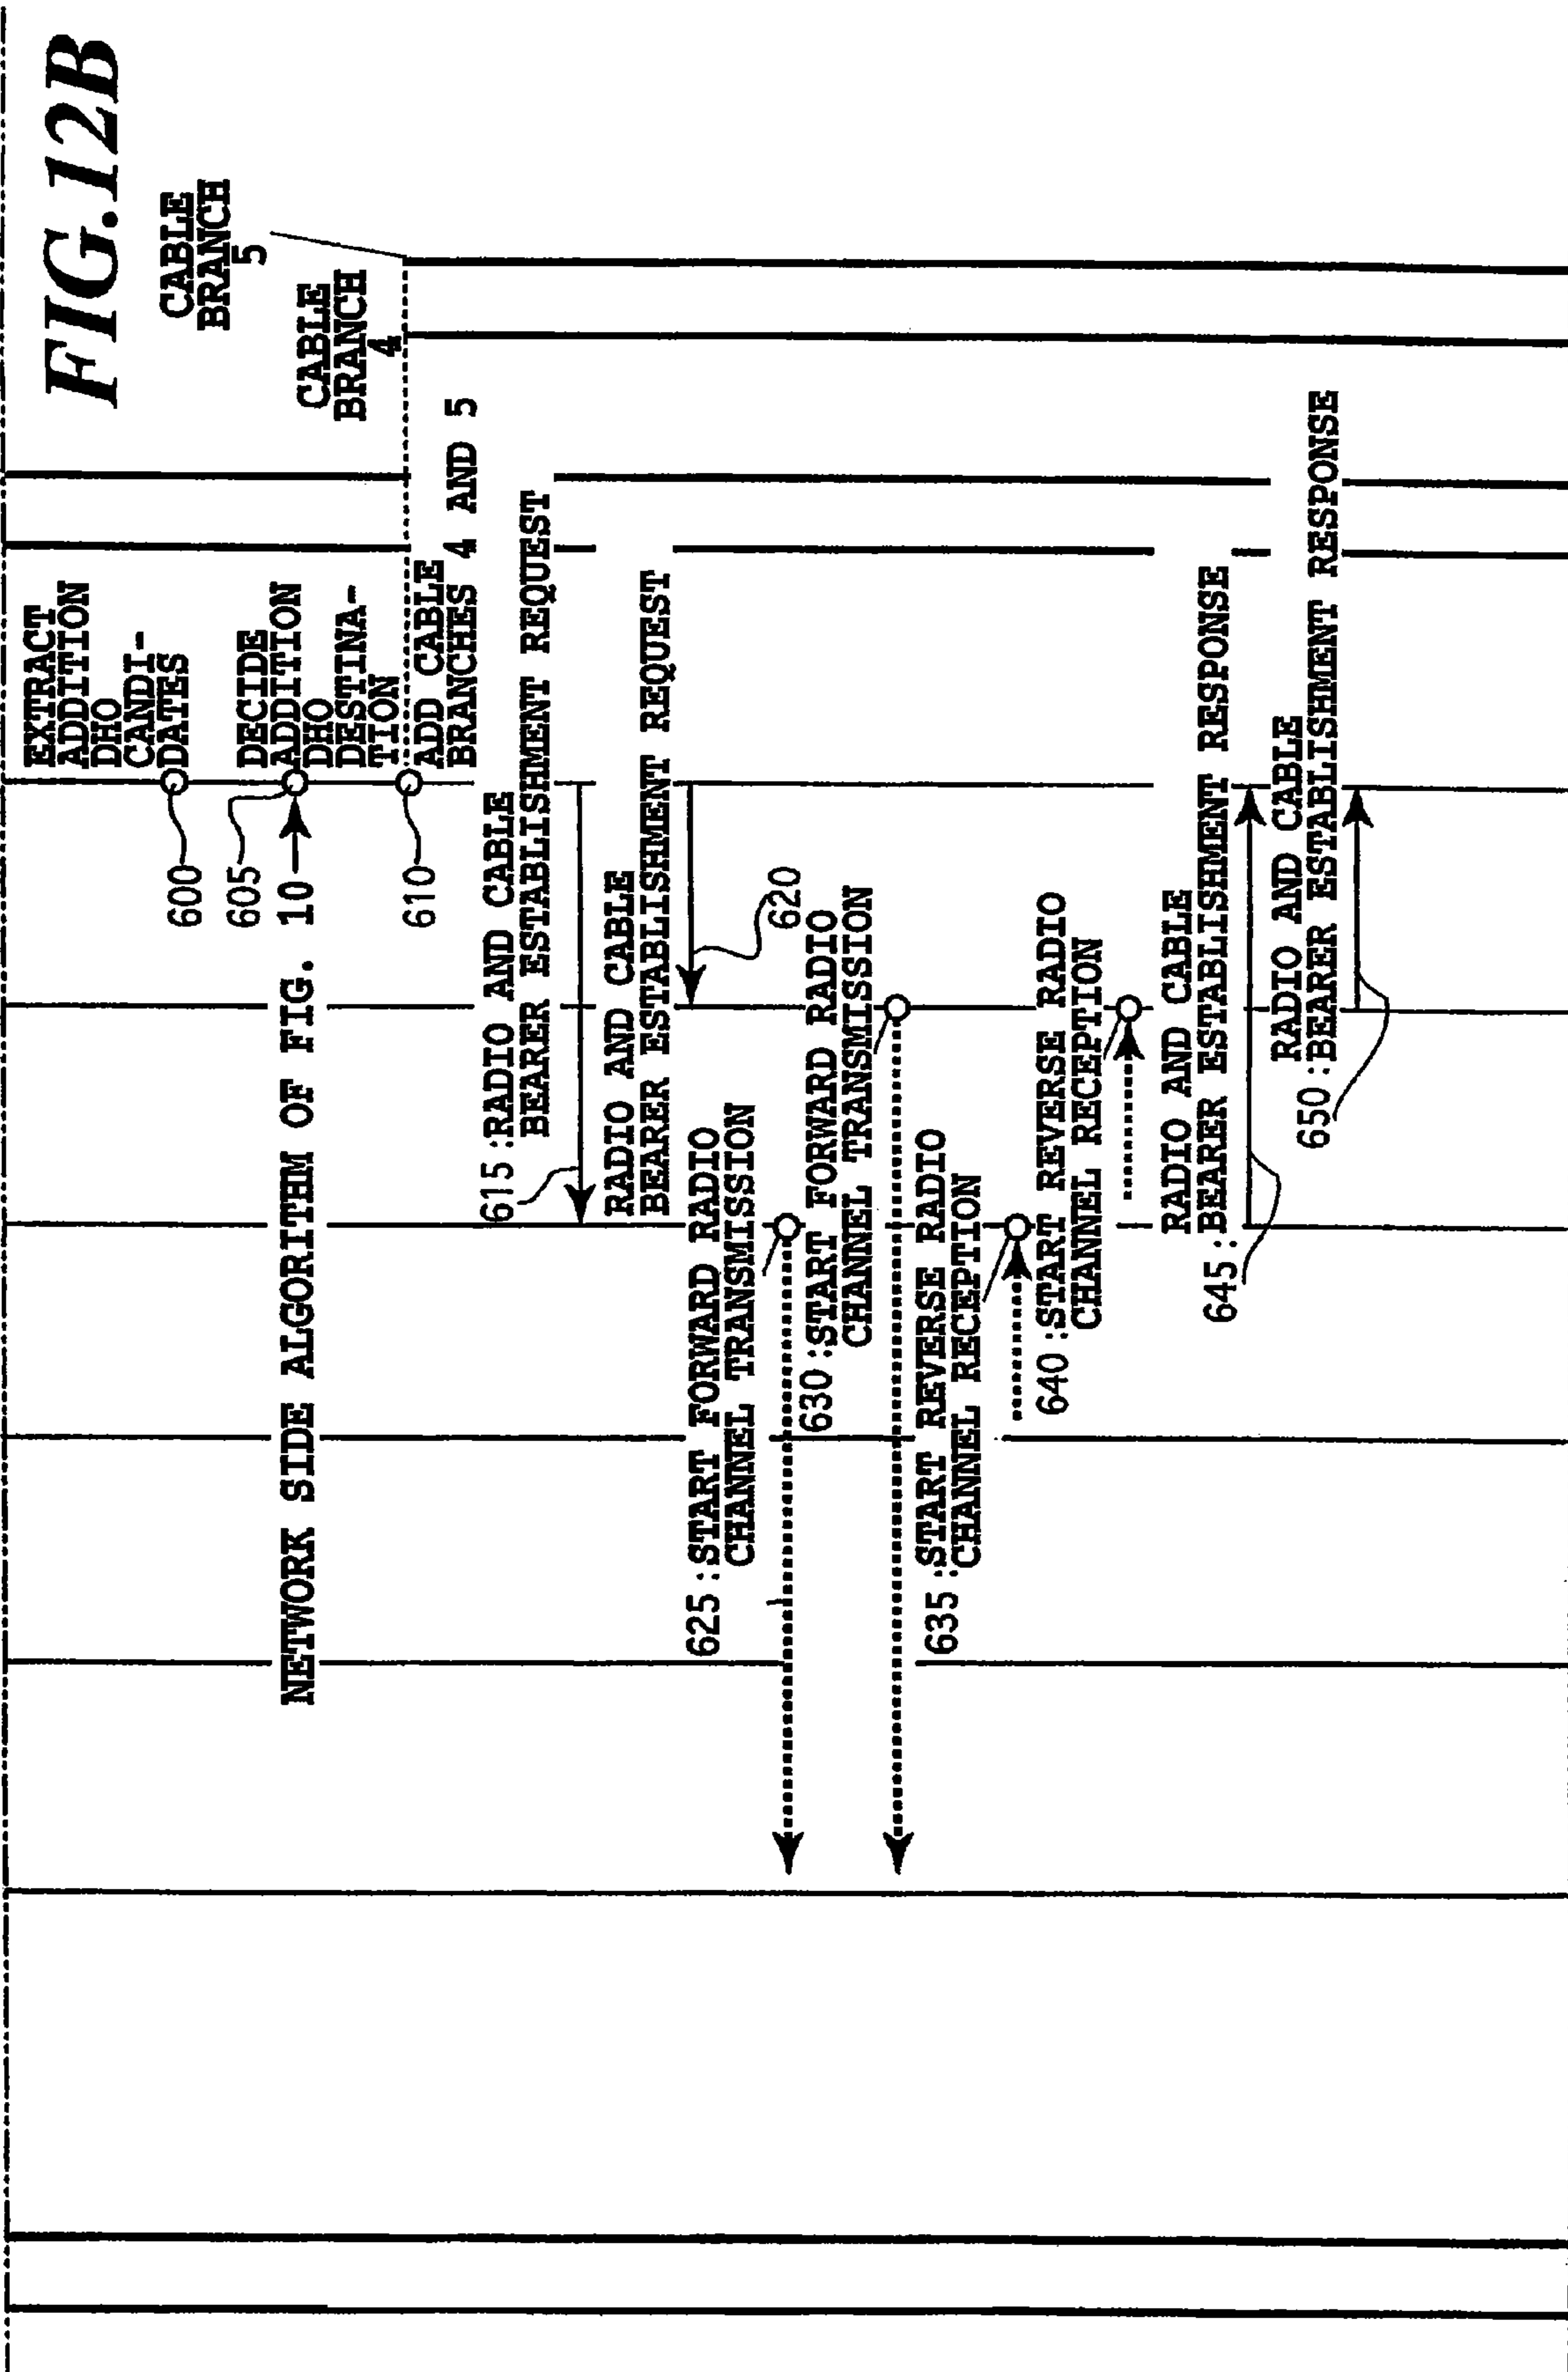 FIG.12B
CABLE
BRANCH
5
CABLE
BRANCH
4
EXTRACT
ADDITION
DHO
CANDI-
DATES
600
DECIDE
ADDITION
DHO
DESTINA-
TION
605
NETWORK SIDE ALGORITHM OF FIG. 10
610
ADD CABLE
BRANCHES 4 AND 5
615:RADIO AND CABLE
BEARER ESTABLISHMENT REQUEST
RADIO AND CABLE
BEARER ESTABLISHMENT REQUEST
620
625:START FORWARD RADIO
CHANNEL TRANSMISSION
630:START FORWARD RADIO
CHANNEL TRANSMISSION
635:START REVERSE RADIO
CHANNEL RECEPTION
640:START REVERSE RADIO
CHANNEL RECEPTION
RADIO AND CABLE
645:BEARER ESTABLISHMENT RESPONSE
RADIO AND CABLE
650:BEARER ESTABLISHMENT RESPONSE